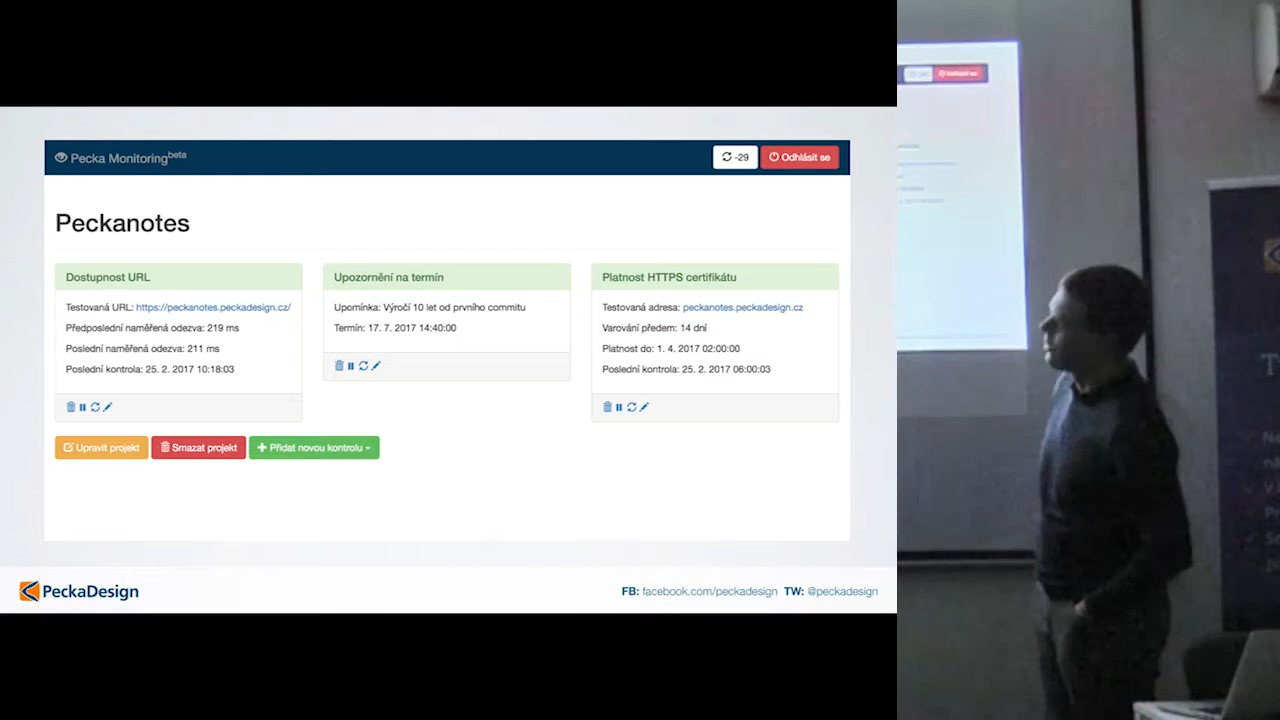 Pecka Monitoringbeta
-29
Odhlásit se
Peckanotes
Dostupnost URL
Testovaná URL: https://peckanotes.peckadesign.cz/
Předposlední naměřená odezva: 219 ms
Poslední naměřená odezva: 211 ms
Poslední kontrola: 25. 2. 2017 10:18:03
Upozornění na termín
Upomínka: Výročí 10 let od prvního commitu
Termín: 17. 7. 2017 14:40:00
Platnost HTTPS certifikátu
Testovaná adresa: peckanotes.peckadesign.cz
Varování předem: 14 dní
Platnost do: 1. 4. 2017 02:00:00
Poslední kontrola: 25. 2. 2017 06:00:03
Upravit projekt
Smazat projekt
Přidat novou kontrolu
PeckaDesign
FB: facebook.com/peckadesign TW: @peckadesign
Odhlásit se